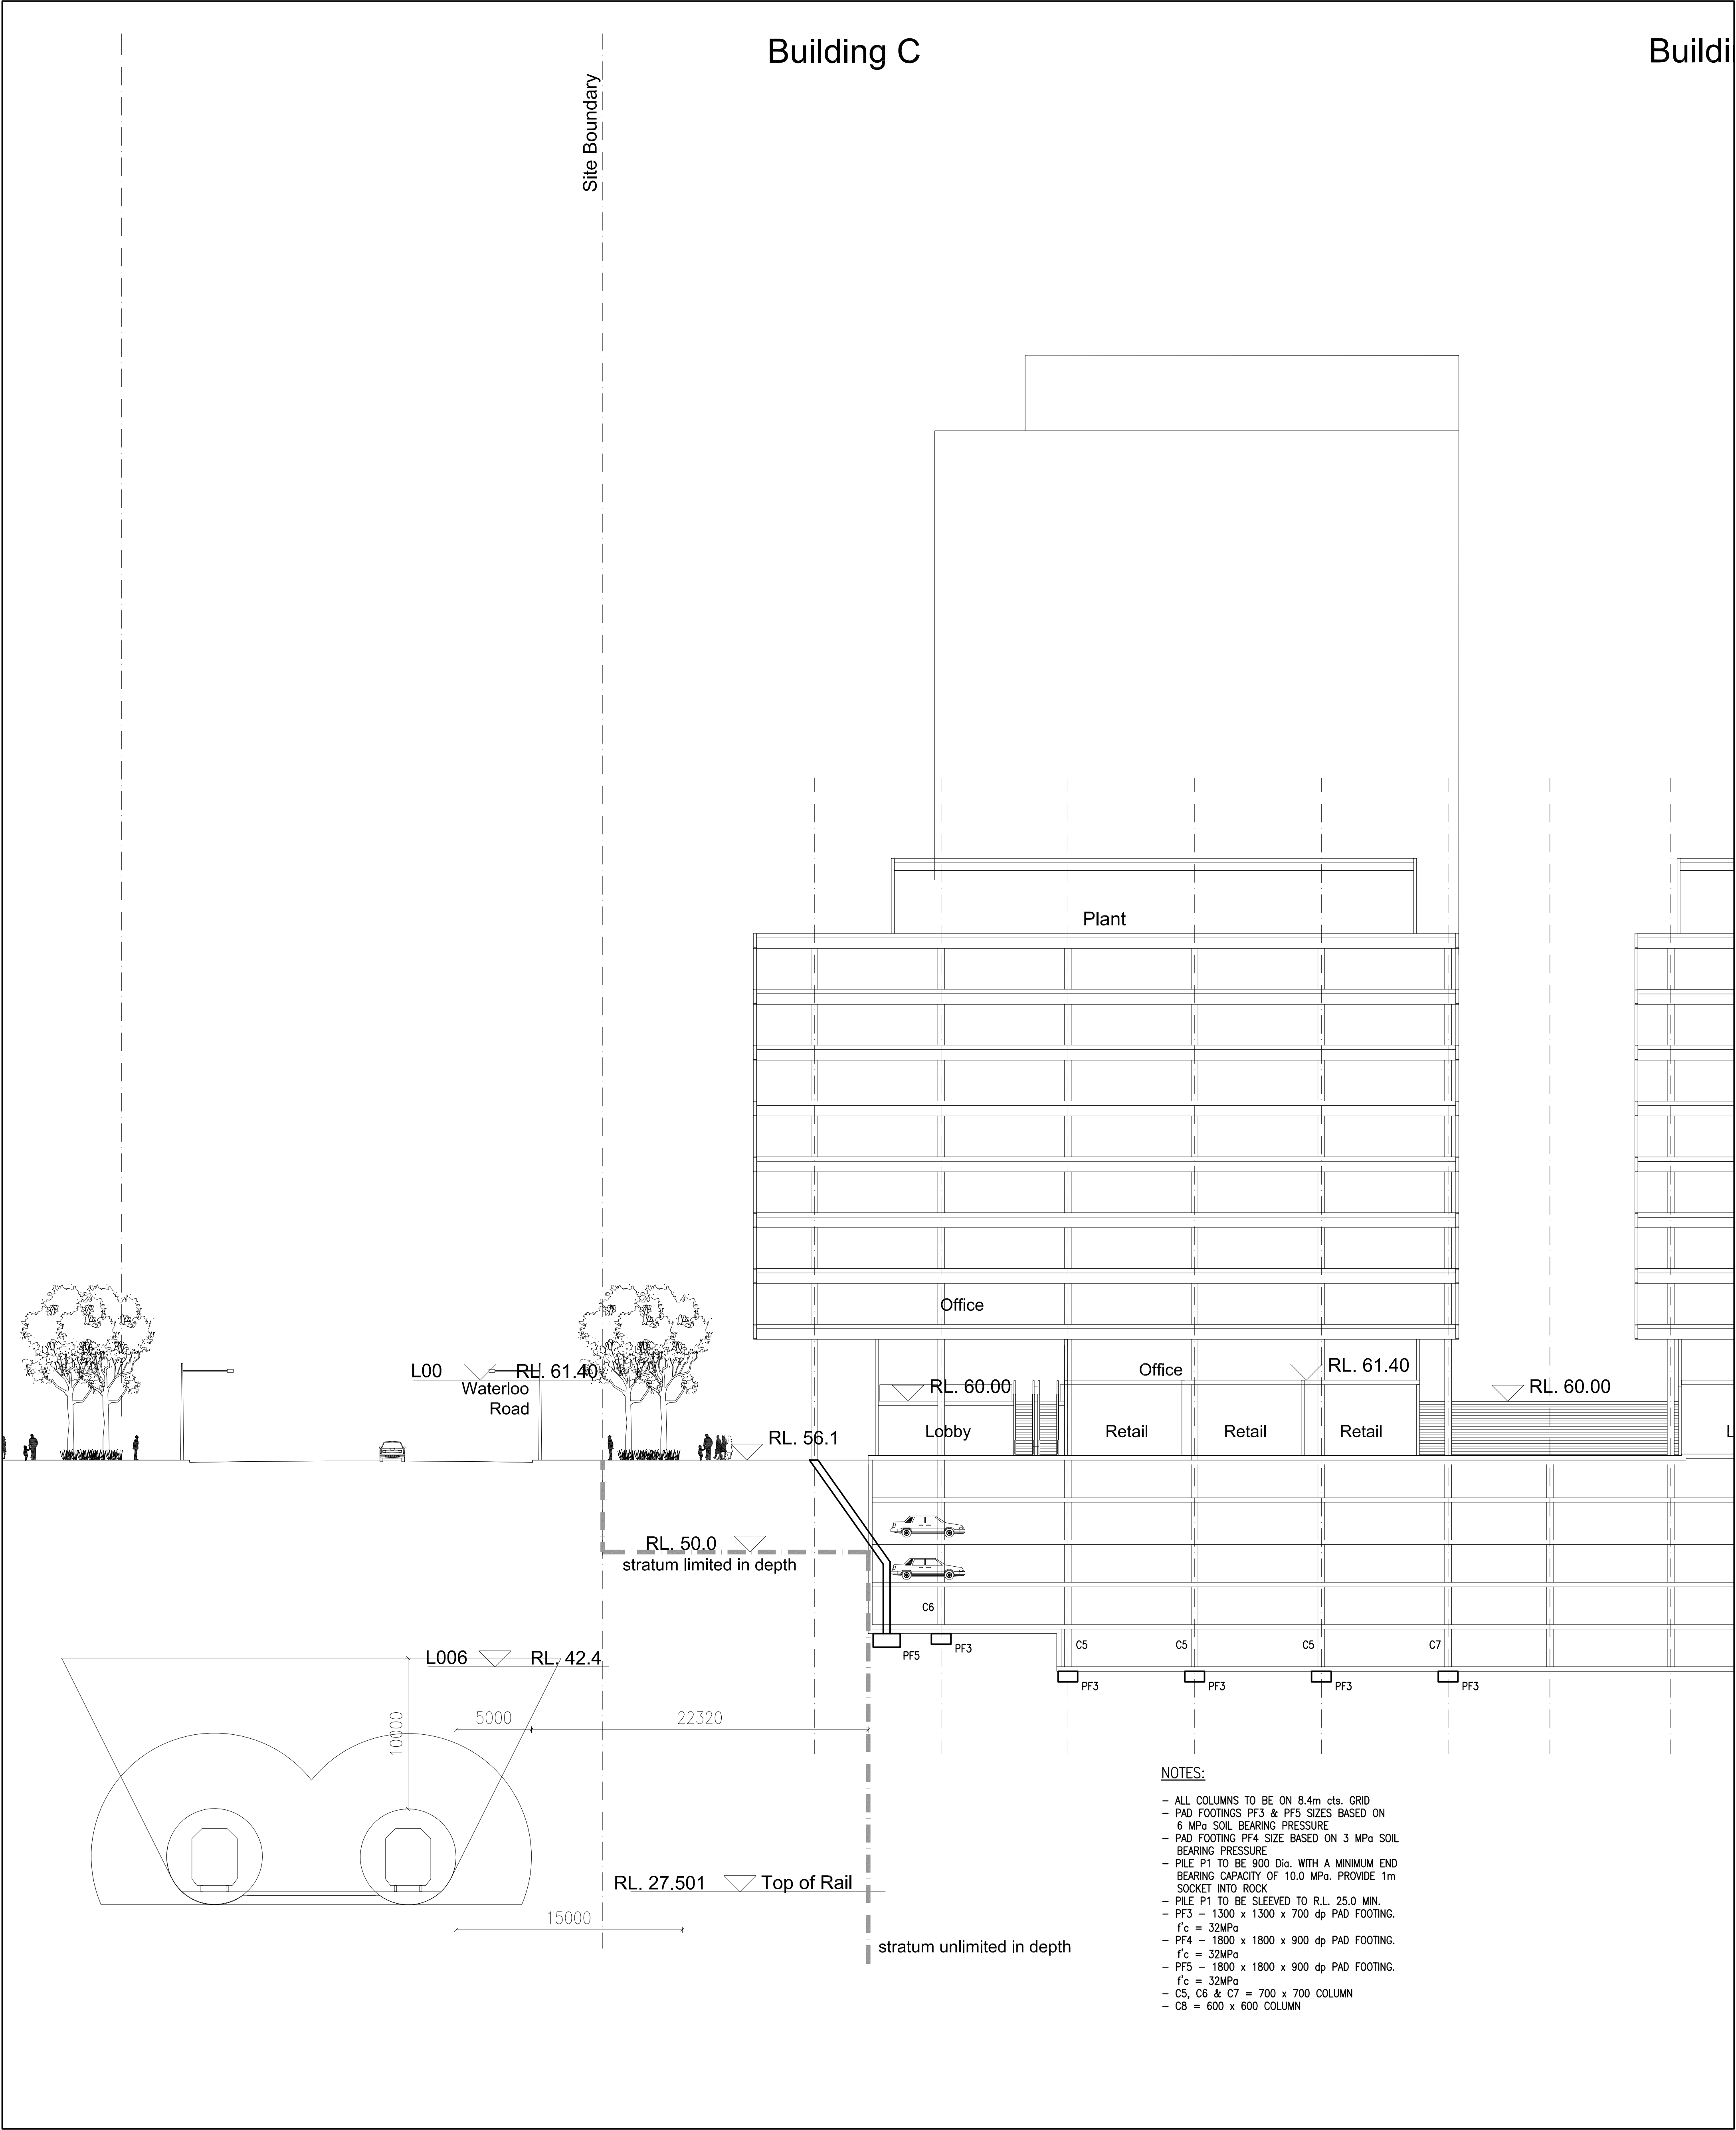 Building C
Buildi
Site Boundary
Plant
Office
L00
RL. 61.40
Waterloo
Road
Office
RL. 61.40
RL. 60.00
RL. 60.00
Lobby
Retail
Retail
Retail
L
RL. 56.1
RL. 50.0
stratum limited in depth
C6
PF5
PF3
C5
C5
C5
C7
PF3
PF3
PF3
PF3
L006
RL. 42.4
10000
5000
22320
RL. 27.501
Top of Rail
15000
stratum unlimited in depth
NOTES:
- ALL COLUMNS TO BE ON 8.4m cts. GRID
- PAD FOOTINGS PF3 & PF5 SIZES BASED ON
6 MPa SOIL BEARING PRESSURE
- PAD FOOTING PF4 SIZE BASED ON 3 MPa SOIL
BEARING PRESSURE
- PILE P1 TO BE 900 Dia. WITH A MINIMUM END
BEARING CAPACITY OF 10.0 MPa. PROVIDE 1m
SOCKET INTO ROCK
- PILE P1 TO BE SLEEVED TO R.L. 25.0 MIN.
- PF3 - 1300 x 1300 x 700 dp PAD FOOTING.
f'c = 32MPa
- PF4 - 1800 x 1800 x 900 dp PAD FOOTING.
f'c = 32MPa
- PF5 - 1800 x 1800 x 900 dp PAD FOOTING.
f'c = 32MPa
- C5, C6 & C7 = 700 x 700 COLUMN
- C8 = 600 x 600 COLUMN